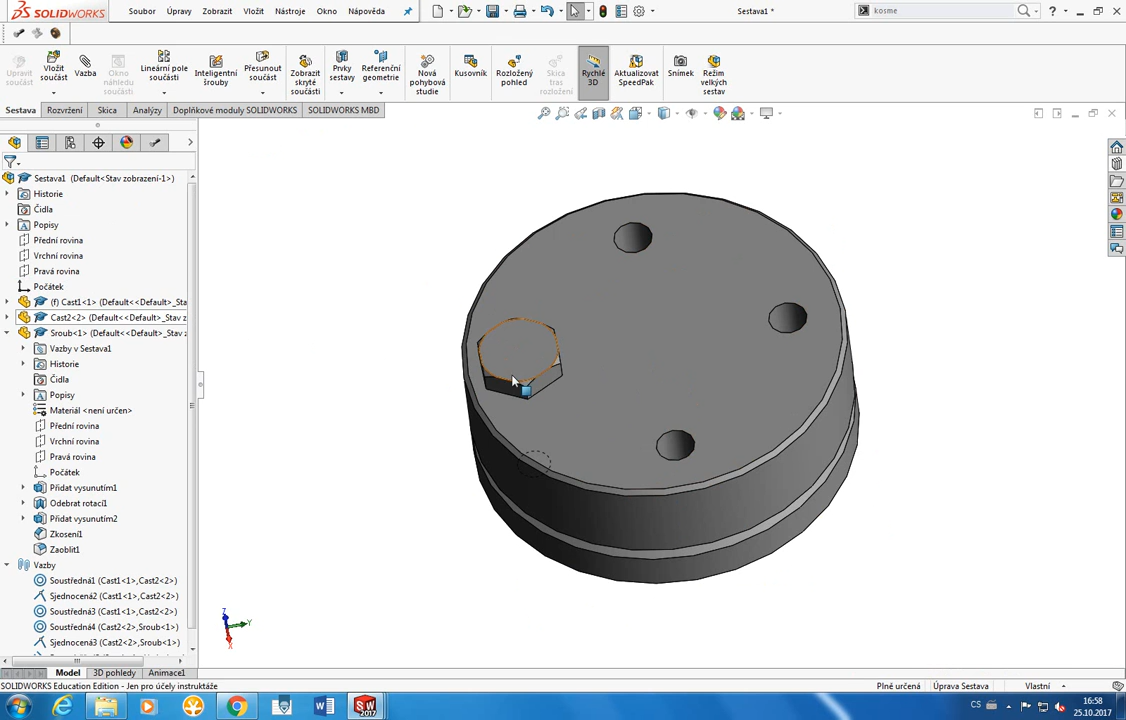 SOLIDWORKS
Soubor Úpravy Zobrazit Vložit Nástroje Okno Nápověda
Sestava1 *
kosme
Upravit součást
Vložit součást
Vazba
Okno náhledu součásti
Lineární pole součásti
Inteligentní šrouby
Přesunout součást
Zobrazit skryté součásti
Prvky sestavy
Referenční geometrie
Nová pohybová studie
Kusovník
Rozložený pohled
Skica tras rozložení
Rychlé 3D
Aktualizovat SpeedPak
Snímek
Režim velkých sestav
Sestava Rozvržení Skica Analýzy Doplňkové moduly SOLIDWORKS SOLIDWORKS MBD
Sestava1 (Default<Stav zobrazení-1>)
Historie
Čidla
Popisy
Přední rovina
Vrchní rovina
Pravá rovina
Počátek
(f) Cast1<1> (Default<<Default>_Sta
Cast2<2> (Default<<Default>_Stav z
Sroub<1> (Default<<Default>_Stav z
Vazby v Sestava1
Historie
Čidla
Popisy
Materiál <není určen>
Přední rovina
Vrchní rovina
Pravá rovina
Počátek
Přidat vysunutím1
Odebrat rotací1
Přidat vysunutím2
Zkosení1
Zaoblit1
Vazby
Soustředná1 (Cast1<1>,Cast2<2>)
Sjednocená2 (Cast1<1>,Cast2<2>)
Soustředná3 (Cast1<1>,Cast2<2>)
Soustředná4 (Cast2<2>,Sroub<1>)
Sjednocená3 (Cast2<2>,Sroub<1>)
Z
Y
X
Model 3D pohledy Animace1
SOLIDWORKS Education Edition - Jen pro účely instruktáže
Plně určená Úprava Sestava Vlastní
CS
16:58
25.10.2017
SW
2017